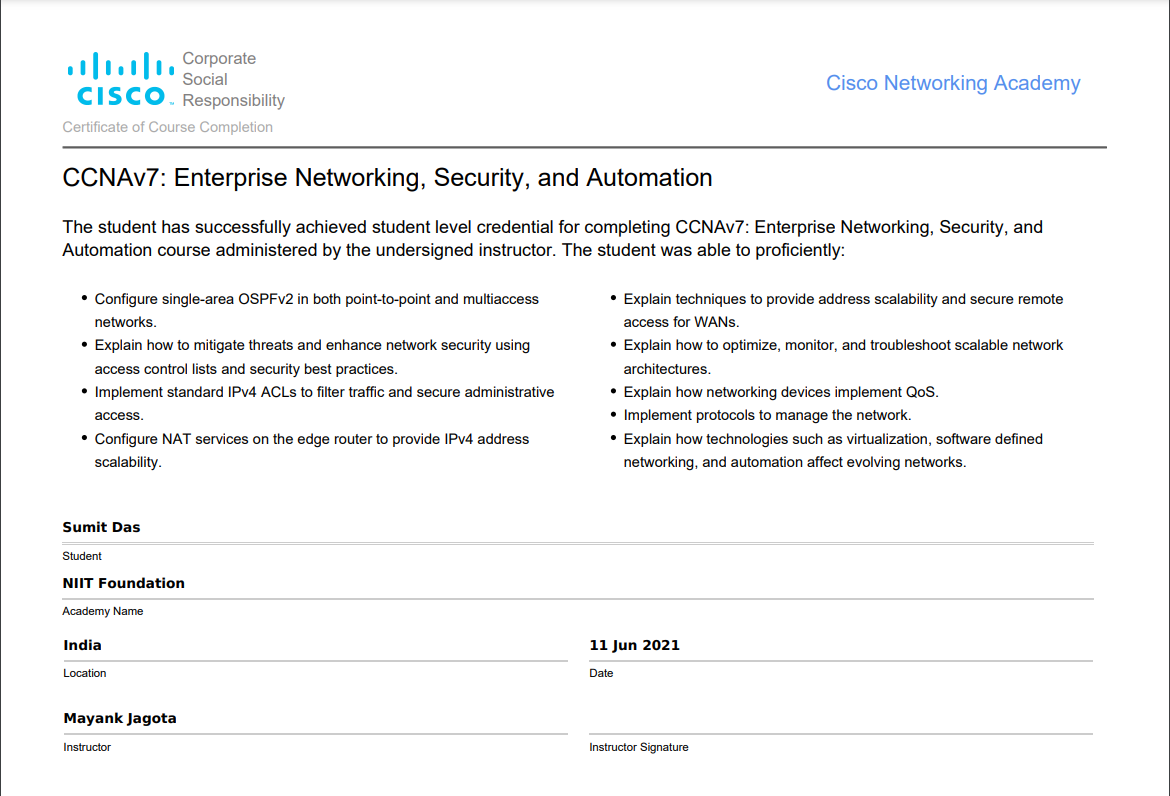 CISCO
Corporate
Social
Responsibility
Cisco Networking Academy
Certificate of Course Completion
CCNAv7: Enterprise Networking, Security, and Automation
The student has successfully achieved student level credential for completing CCNAv7: Enterprise Networking, Security, and
Automation course administered by the undersigned instructor. The student was able to proficiently:
• Configure single-area OSPFv2 in both point-to-point and multiaccess
networks.
• Explain how to mitigate threats and enhance network security using
access control lists and security best practices.
• Implement standard IPv4 ACLs to filter traffic and secure administrative
access.
• Configure NAT services on the edge router to provide IPv4 address
scalability.
• Explain techniques to provide address scalability and secure remote
access for WANs.
• Explain how to optimize, monitor, and troubleshoot scalable network
architectures.
• Explain how networking devices implement QoS.
• Implement protocols to manage the network.
• Explain how technologies such as virtualization, software defined
networking, and automation affect evolving networks.
Sumit Das
Student
NIIT Foundation
Academy Name
India
Location
11 Jun 2021
Date
Mayank Jagota
Instructor
Instructor Signature